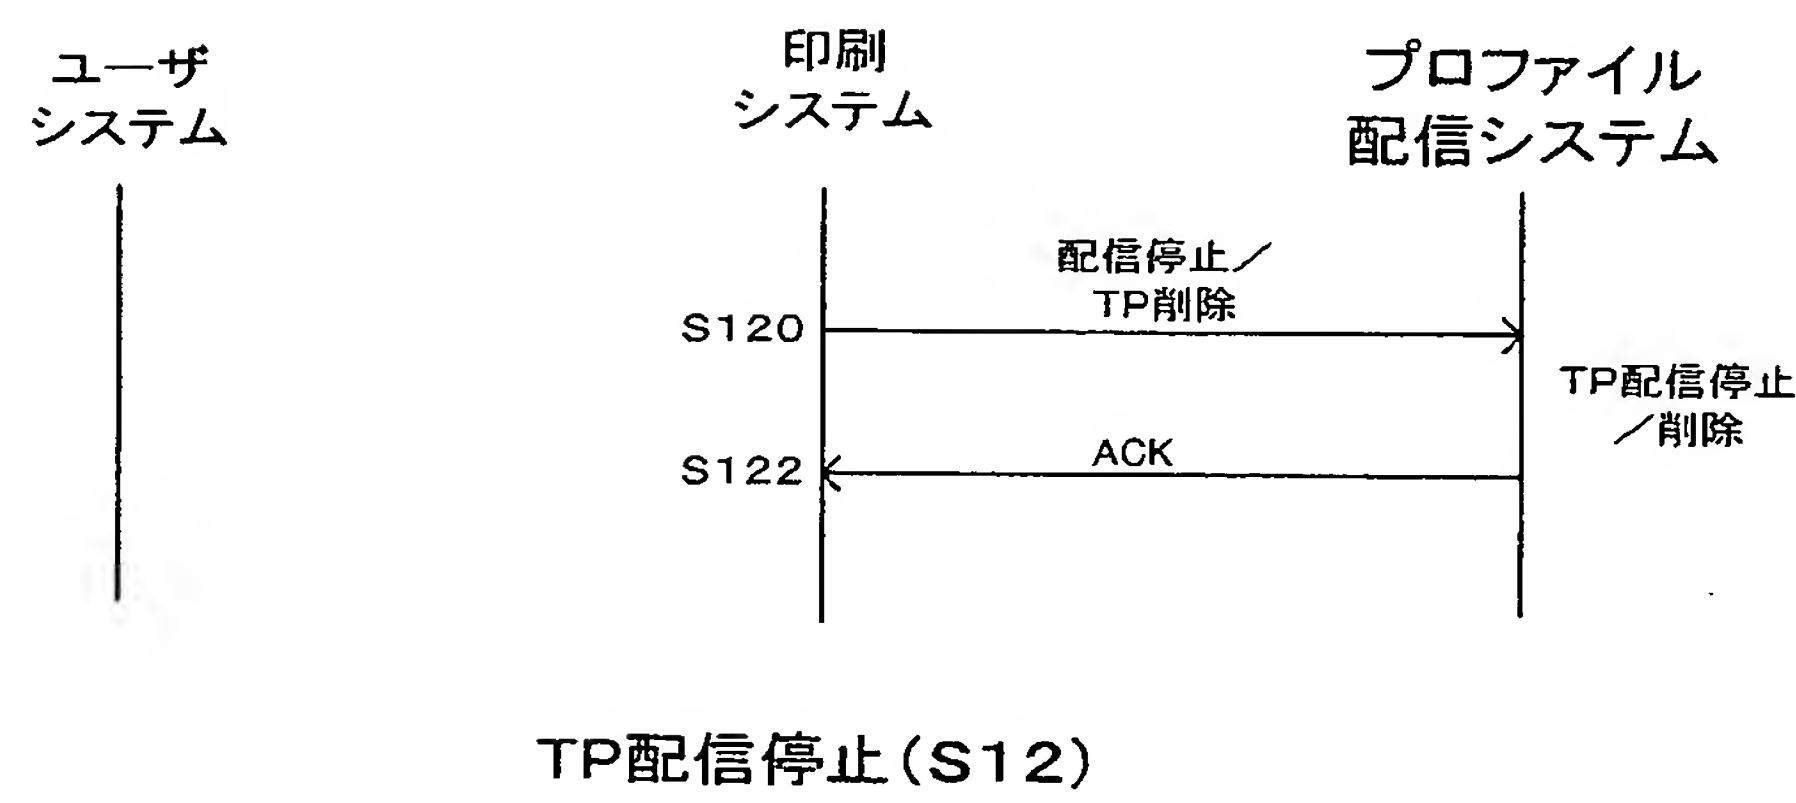 ユーザ
システム
印刷
システム
プロファイル
配信システム
配信停止／
TP削除
S120
TP配信停止
／削除
ACK
S122
TP配信停止(S12)